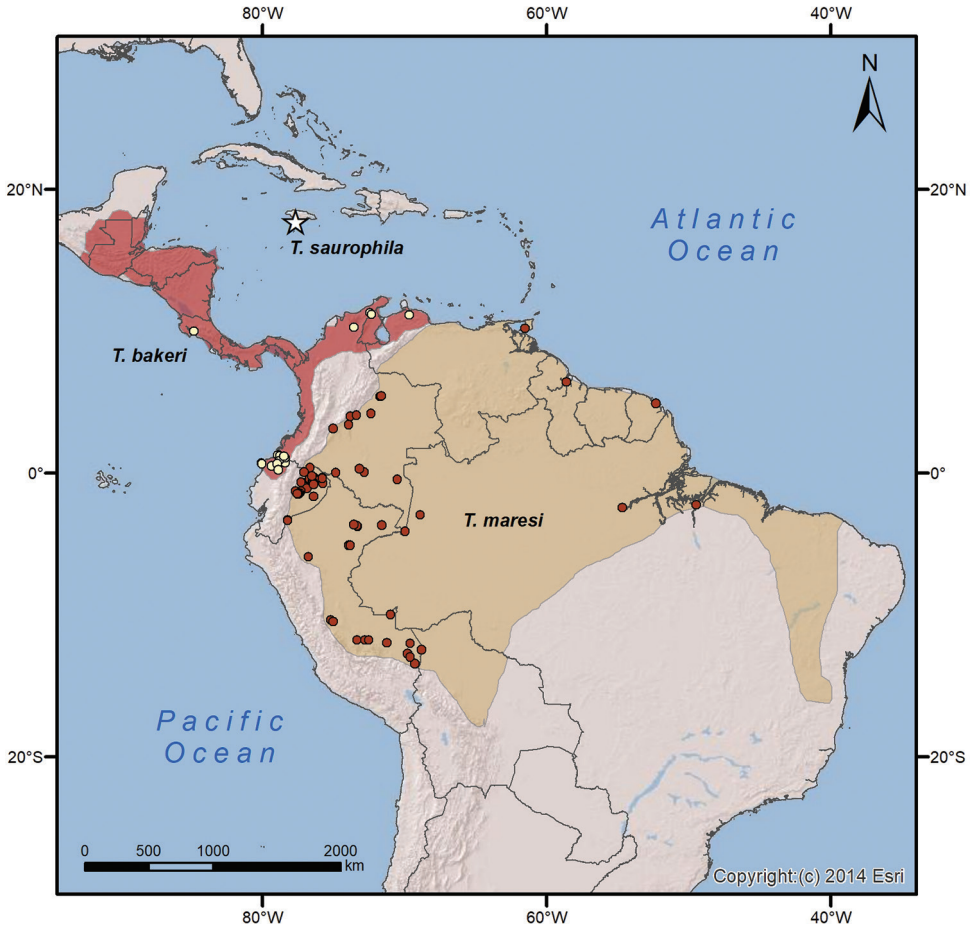 80°W 60°W 40°W
N
20°N 20°N
Atlantic
Ocean
T. saurophila
T. bakeri
0° 0°
T. maresi
Pacific
Ocean
20°S 20°S
0 500 1000 2000
km
Copyright:(c) 2014 Esri
80°W 60°W 40°W